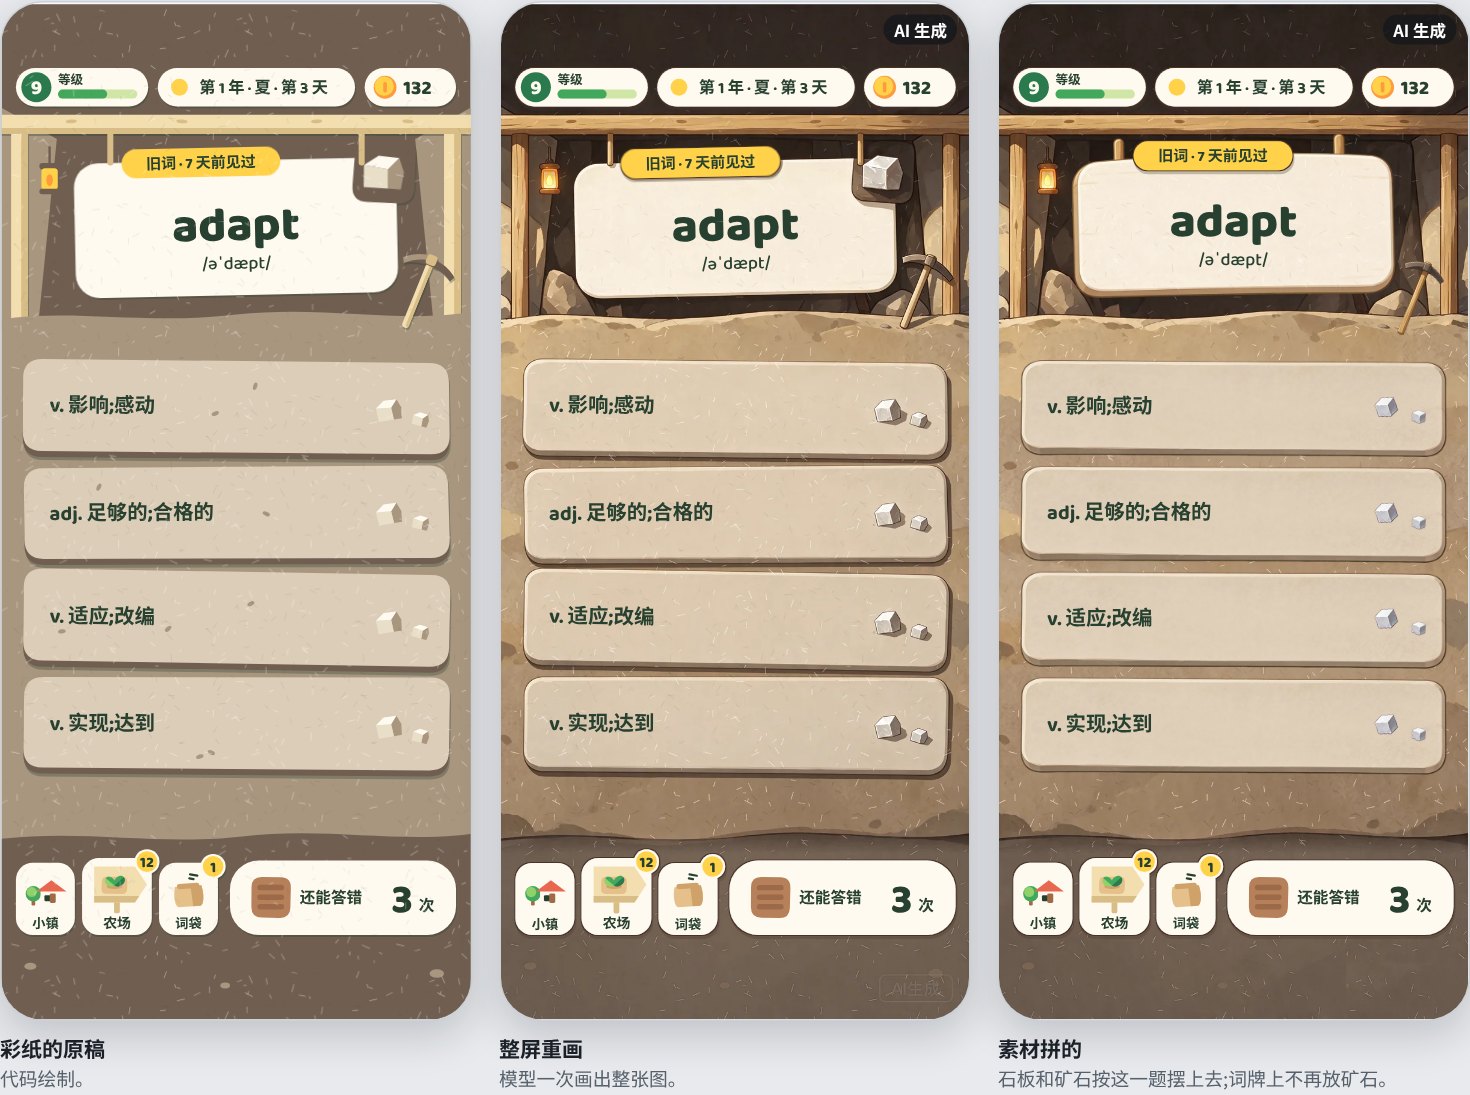 9
等级
第1年·夏·第3天
132
旧词·7天前见过
adapt
/əˈdæpt/
v. 影响;感动
adj. 足够的;合格的
v. 适应;改编
v. 实现;达到
12
1
小镇
农场
词袋
还能答错 3 次
彩纸的原稿
代码绘制。
AI 生成
9
等级
第1年·夏·第3天
132
旧词·7天前见过
adapt
/əˈdæpt/
v. 影响;感动
adj. 足够的;合格的
v. 适应;改编
v. 实现;达到
12
1
小镇
农场
词袋
还能答错 3 次
AI生成
整屏重画
模型一次画出整张图。
AI 生成
9
等级
第1年·夏·第3天
132
旧词·7天前见过
adapt
/əˈdæpt/
v. 影响;感动
adj. 足够的;合格的
v. 适应;改编
v. 实现;达到
12
1
小镇
农场
词袋
还能答错 3 次
素材拼的
石板和矿石按这一题摆上去;词牌上不再放矿石。